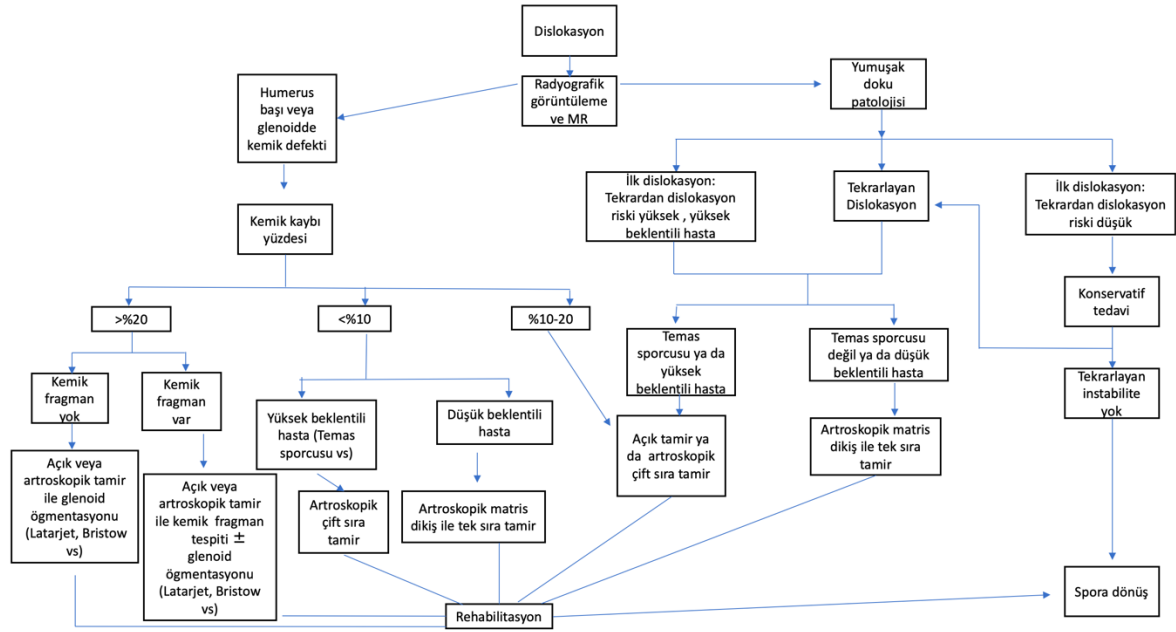 Dislokasyon
Radyografik
görüntüleme
ve MR
Yumuşak
doku
patolojisi
Humerus
başı veya
glenoidde
kemik defekti
İlk dislokasyon:
Tekrardan dislokasyon
riski yüksek , yüksek
beklentili hasta
Tekrarlayan
Dislokasyon
İlk dislokasyon:
Tekrardan dislokasyon
riski düşük
Kemik kaybı
yüzdesi
Konservatif
tedavi
>%20
<%10
%10-20
Temas
sporcusu ya da
yüksek
beklentili hasta
Temas sporcusu
değil ya da düşük
beklentili hasta
Tekrarlayan
instabilite
yok
Kemik
fragman
yok
Kemik
fragman
var
Yüksek beklentili
hasta (Temas
sporcusu vs)
Düşük beklentili
hasta
Açık tamir ya
da artroskopik
çift sıra tamir
Artroskopik matris
dikiş ile tek sıra
tamir
Açık veya
artroskopik tamir
ile glenoid
ögmentasyonu
(Latarjet, Bristow
vs)
Açık veya
artroskopik tamir
ile kemik fragman
tespiti ±
glenoid
ögmentasyonu
(Latarjet, Bristow
vs)
Artroskopik
çift sıra
tamir
Artroskopik matris
dikiş ile tek sıra tamir
Rehabilitasyon
Spora dönüş